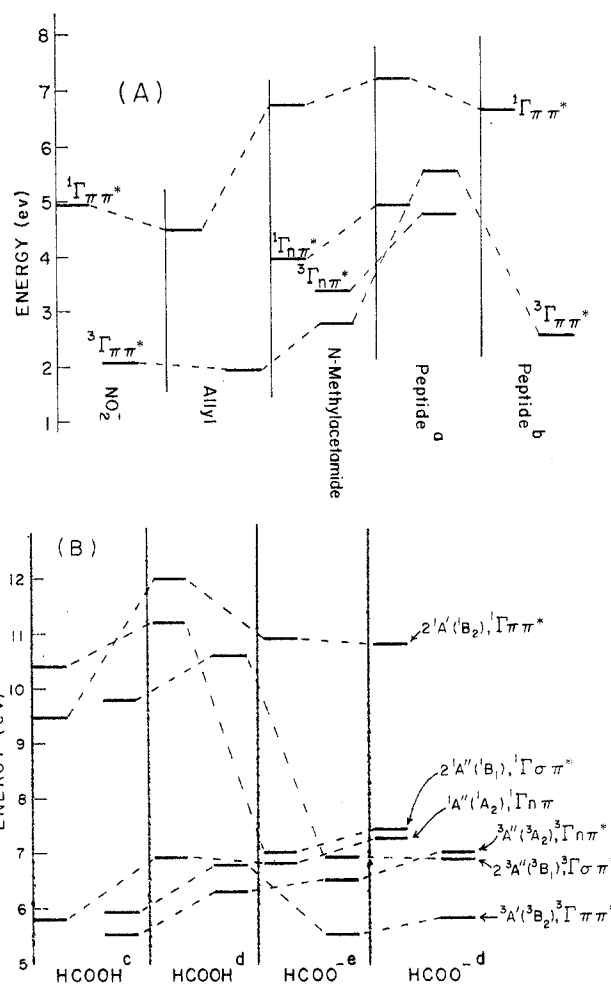 (A)
8
7
6
5
4
3
2
1
ENERGY (ev)
¹Γππ*
³Γππ*
¹Γnπ*
³Γnπ*
¹Γππ*
³Γππ*
NO₂⁻
Allyl
N-Methylacetamide
Peptide a
Peptide b
(B)
12
11
10
9
8
7
6
5
ENERGY (eV)
2¹A′(¹B₂), ¹Γππ*
2¹A″(¹B₁), ¹Γσπ*
¹A″(¹A₂), ¹Γnπ
³A″(³A₂), ³Γnπ*
2³A″(³B₁), ³Γσπ*
³A′(³B₂), ³Γππ*
HCOOH c
HCOOH d
HCOO⁻ e
HCOO⁻ d